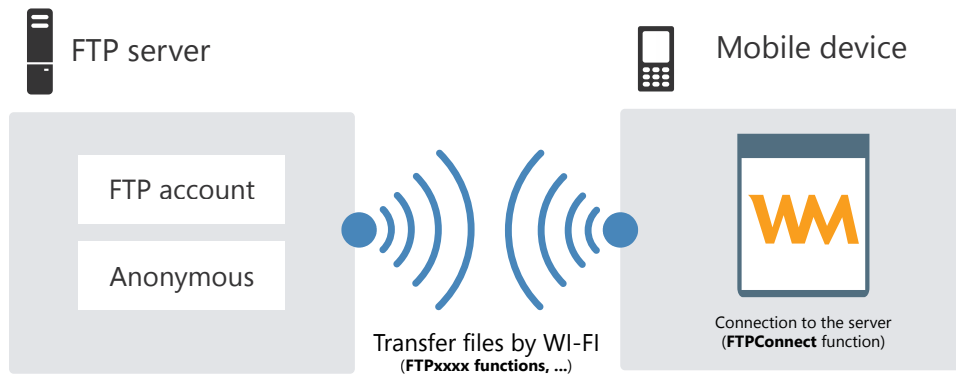 FTP server
Mobile device
FTP account
Anonymous
WM
Transfer files by WI-FI
(FTPxxxx functions, ...)
Connection to the server
(FTPConnect function)